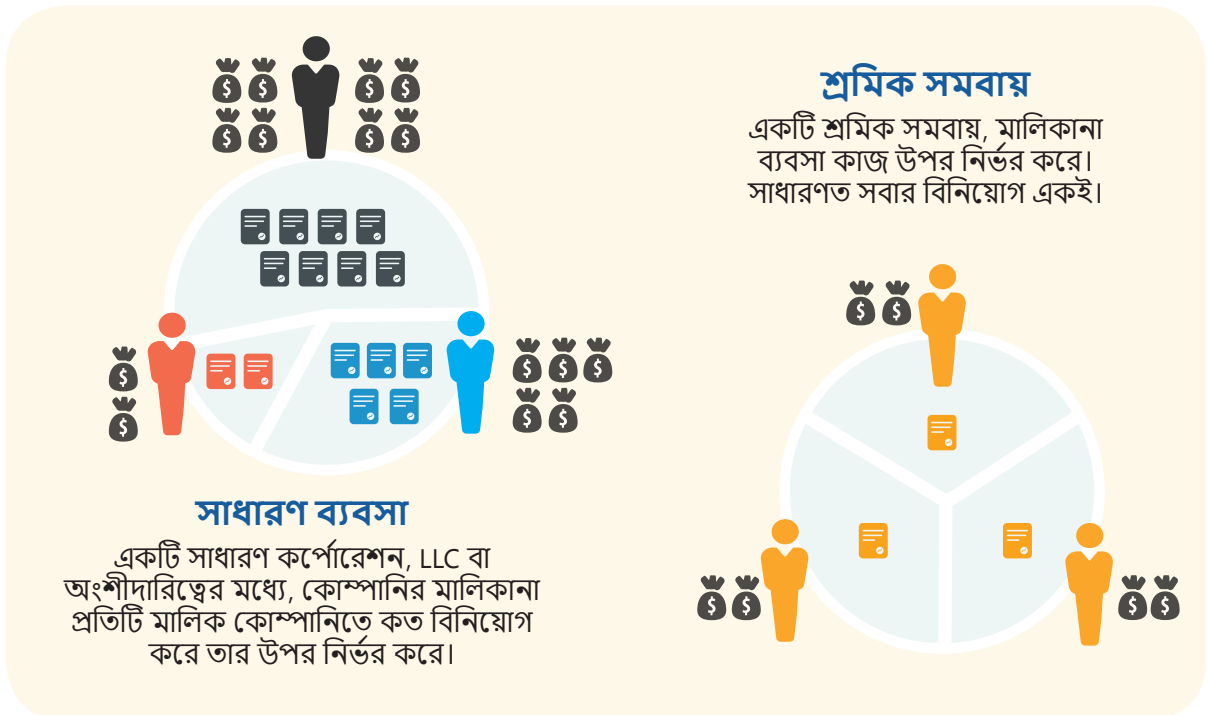 শ্রমিক সমবায়
একটি শ্রমিক সমবায়, মালিকানা
ব্যবসা কাজ উপর নির্ভর করে।
সাধারণত সবার বিনিয়োগ একই।
সাধারণ ব্যবসা
একটি সাধারণ কর্পোরেশন, LLC বা
অংশীদারিত্বের মধ্যে, কোম্পানির মালিকানা
প্রতিটি মালিক কোম্পানিতে কত বিনিয়োগ
করে তার উপর নির্ভর করে।